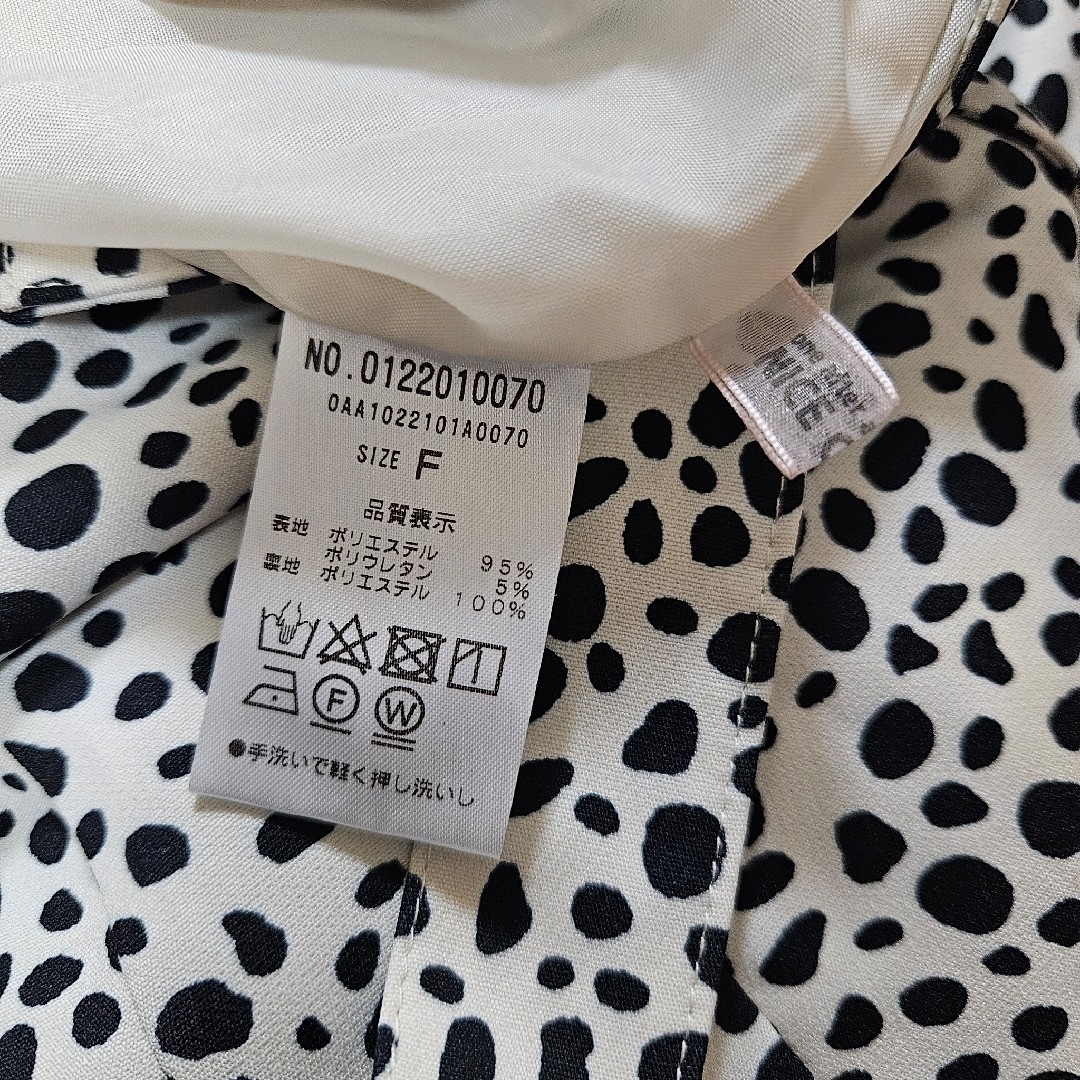 NO.0122010070
0AA1022101A0070
SIZE F
品質表示
表地 ポリエステル 95%
ポリウレタン 5%
裏地 ポリエステル 100%
F W
●手洗いで軽く押し洗いし
NICE